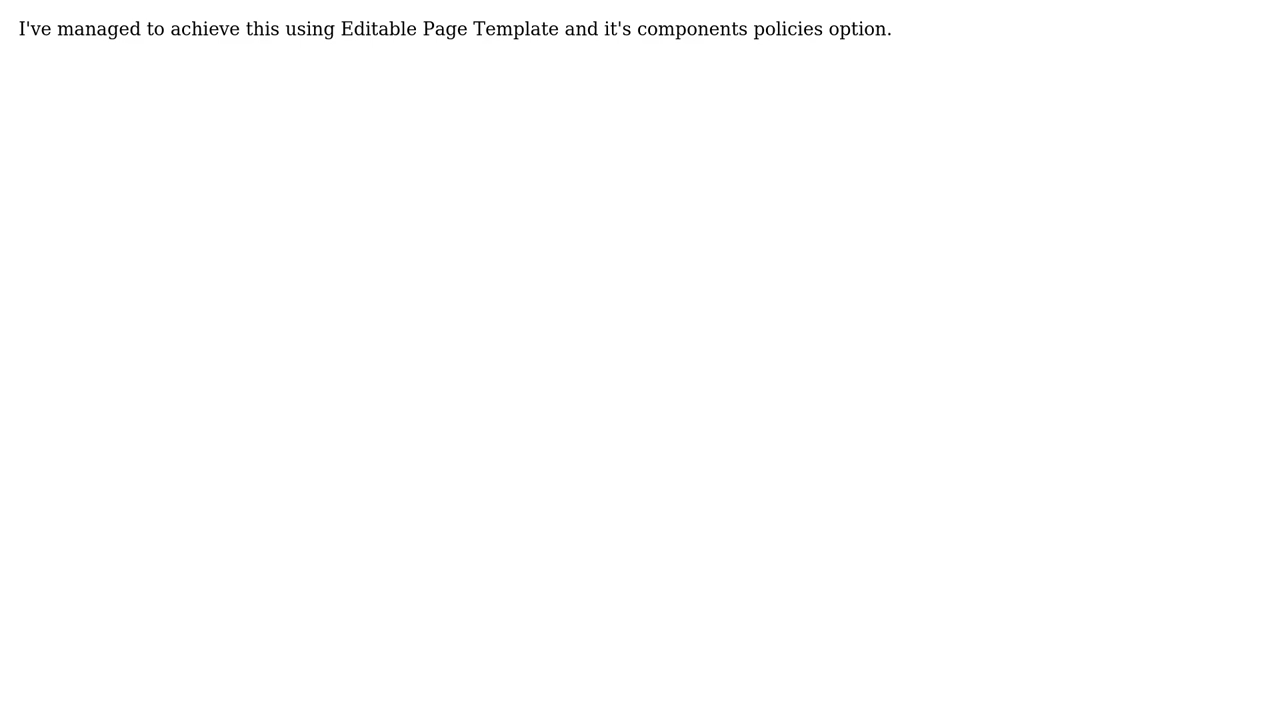 I've managed to achieve this using Editable Page Template and it's components policies option.